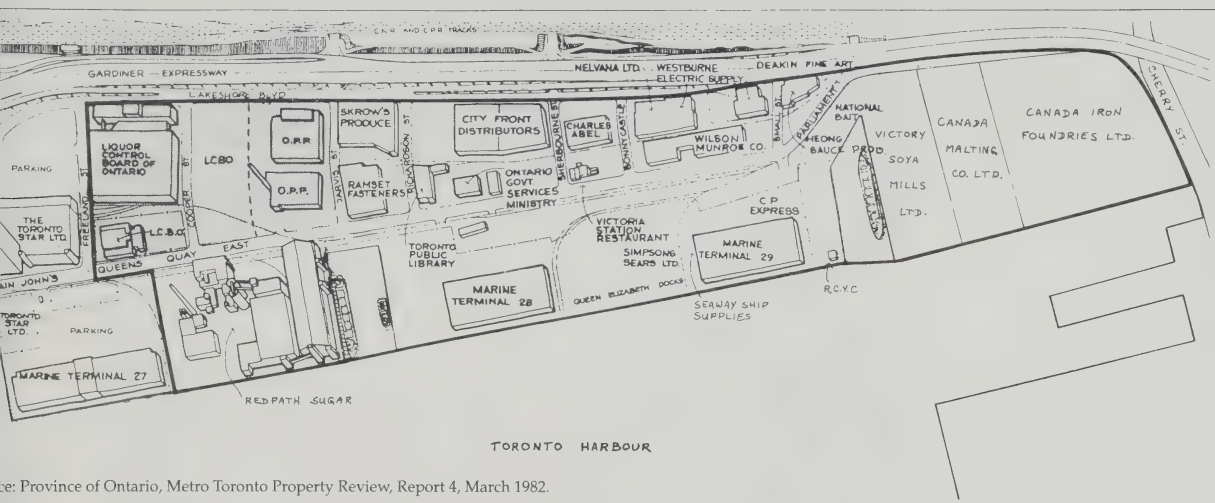 C.N.R AND C.P.R TRACKS
GARDINER EXPRESSWAY
LAKESHORE BLVD
NELVANA LTD.
WESTBURNE
ELECTRIC SUPPLY
DEAKIN FINE ART
CHERRY ST.
PARKING
FREELAND ST
LIQUOR
CONTROL
BOARD OF
ONTARIO
COOPER ST
LCBO
O.P.P.
O.P.P.
JARVIS ST
SKROW'S
PRODUCE
RAMSET
FASTENERS
RICHARDSON ST
CITY FRONT
DISTRIBUTORS
ONTARIO
GOVT.
SERVICES
MINISTRY
SHERBOURNE ST
CHARLES
ABEL
BONNYCASTLE
WILSON
MUNROE CO.
SMALL ST
PARLIAMENT
NATIONAL
BAIT
HEONG
BAUCE PROD.
VICTORY
SOYA
MILLS
LTD.
CANADA
MALTING
CO. LTD.
CANADA IRON
FOUNDRIES LTD.
THE
TORONTO
STAR LTD
L.C.B.O.
QUEENS QUAY EAST
AIN JOHN'S
TORONTO
STAR
LTD.
PARKING
MARINE TERMINAL 27
REDPATH SUGAR
TORONTO
PUBLIC
LIBRARY
MARINE
TERMINAL 28
VICTORIA
STATION
RESTAURANT
SIMPSONS
SEARS LTD.
QUEEN ELIZABETH DOCKS
C P
EXPRESS
MARINE
TERMINAL 29
SEAWAY SHIP
SUPPLIES
R.C.Y.C
TORONTO HARBOUR
ce: Province of Ontario, Metro Toronto Property Review, Report 4, March 1982.